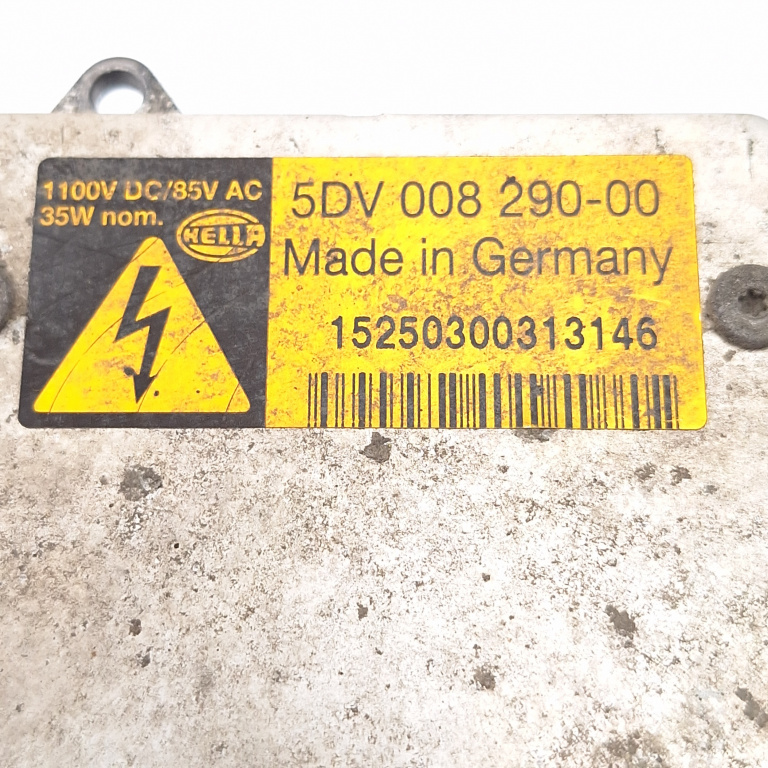 1100V DC/85V AC
35W nom.
HELLA
5DV 008 290-00
Made in Germany
15250300313146